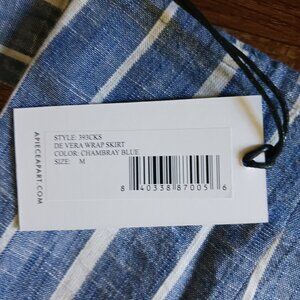 STYLE: 393CKS
DE VERA WRAP SKIRT
COLOR: CHAMBRAY BLUE
SIZE: M
8 40338 87005 6
APIECEAPART.COM